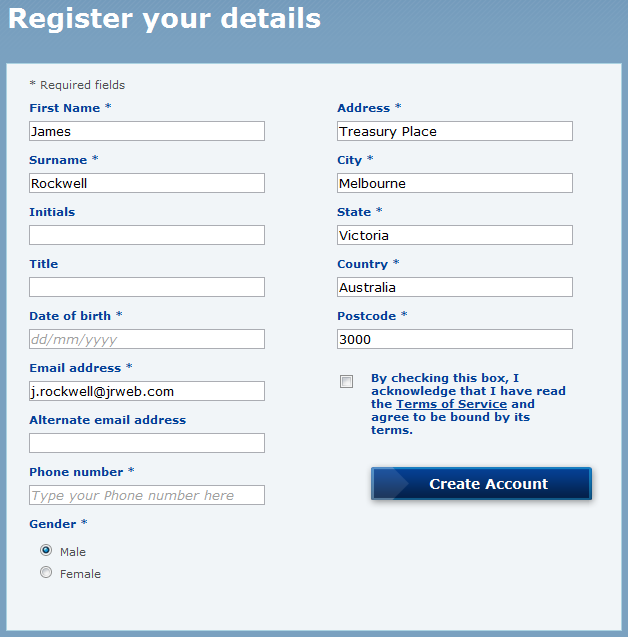 Register your details
* Required fields
First Name *
James
Surname *
Rockwell
Initials
Title
Date of birth *
dd/mm/yyyy
Email address *
j.rockwell@jrweb.com
Alternate email address
Phone number *
Type your Phone number here
Gender *
Male
Female
Address *
Treasury Place
City *
Melbourne
State *
Victoria
Country *
Australia
Postcode *
3000
By checking this box, I
acknowledge that I have read
the Terms of Service and
agree to be bound by its
terms.
Create Account